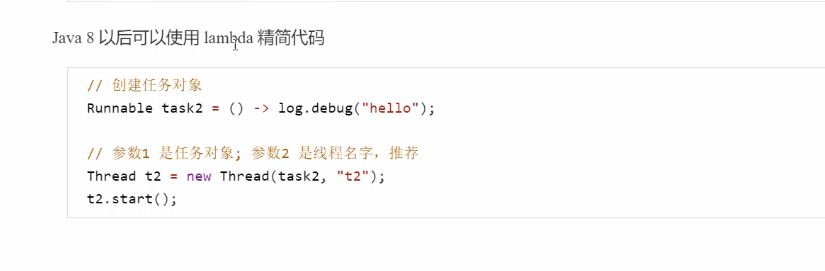 Java 8 以后可以使用 lambda 精简代码
// 创建任务对象
Runnable task2 = () -> log.debug("hello");
// 参数1 是任务对象; 参数2 是线程名字，推荐
Thread t2 = new Thread(task2, "t2");
t2.start();